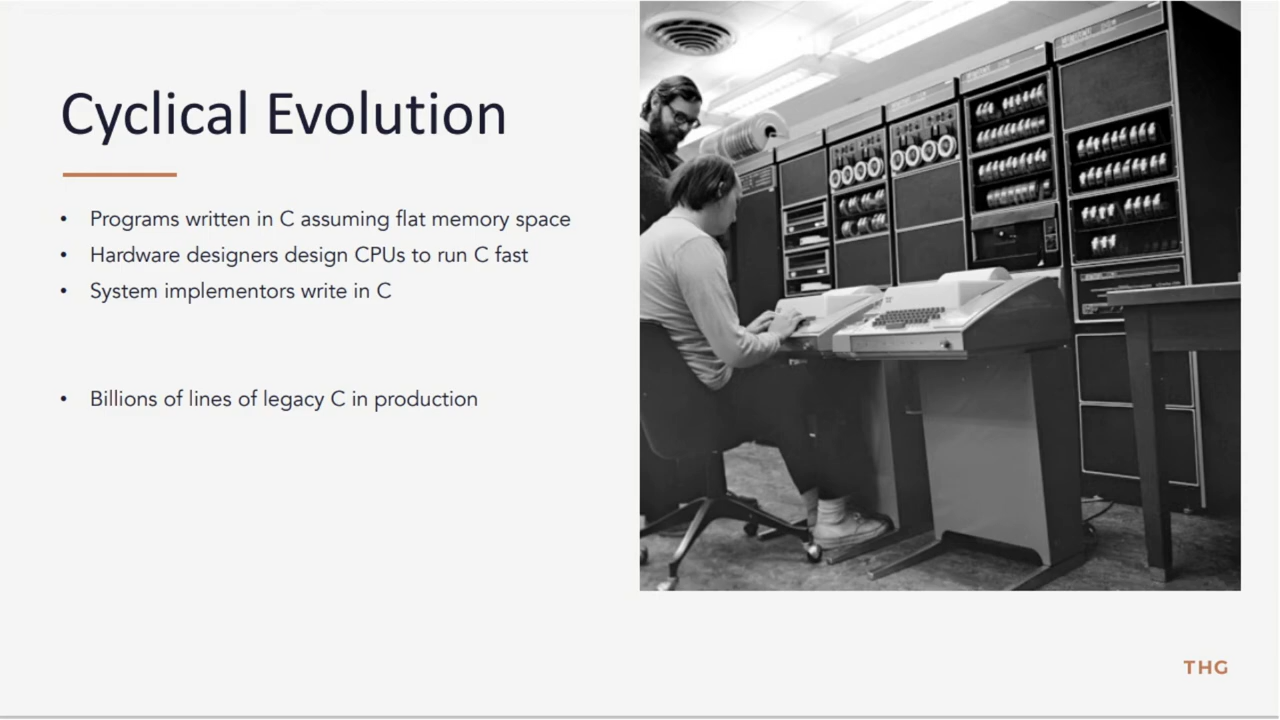 Cyclical Evolution
• Programs written in C assuming flat memory space
• Hardware designers design CPUs to run C fast
• System implementors write in C
• Billions of lines of legacy C in production
THG